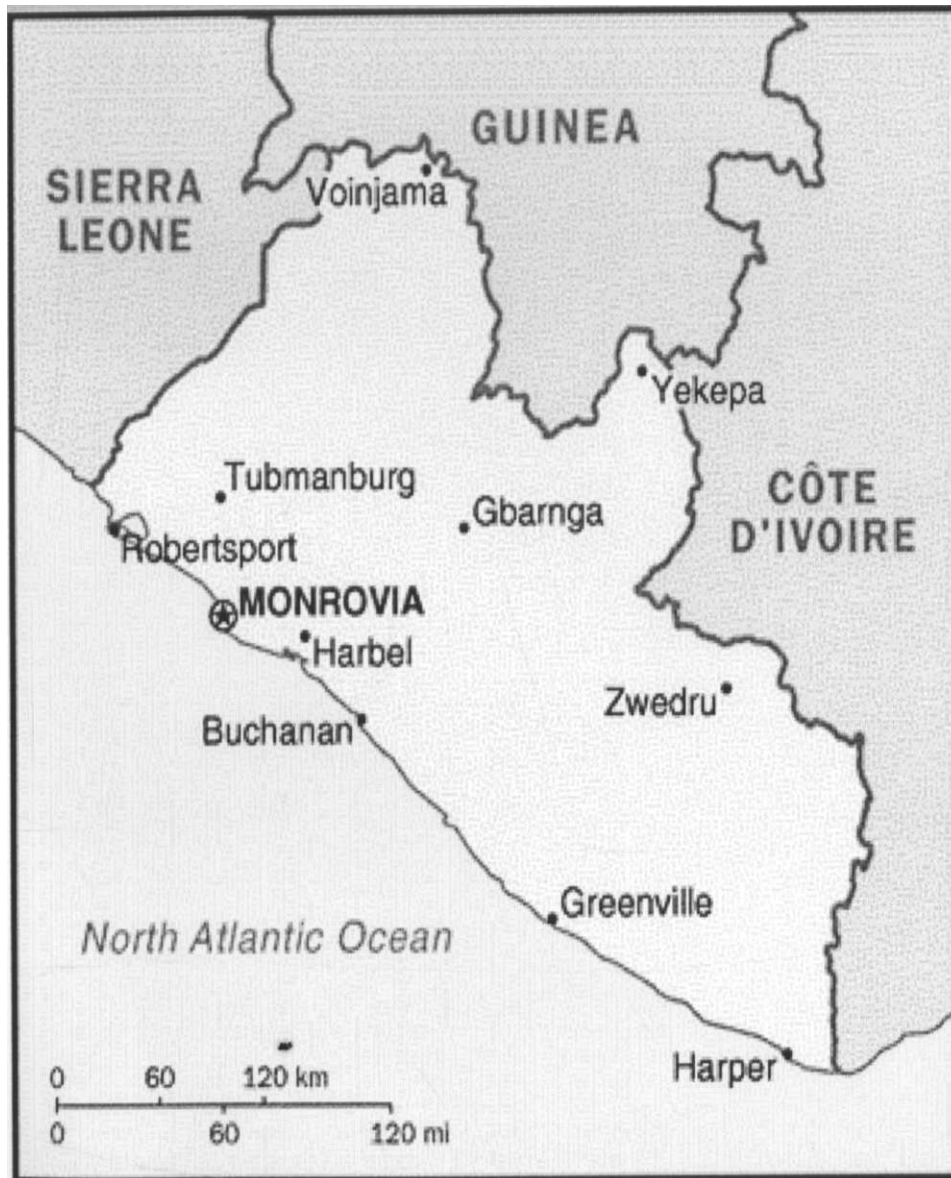 GUINEA
SIERRA
LEONE
Voinjama
Yekepa
Tubmanburg
Gbarnga
CÔTE
D'IVOIRE
Robertsport
MONROVIA
Harbel
Zwedru
Buchanan
Greenville
North Atlantic Ocean
Harper
0 60 120 km
0 60 120 mi